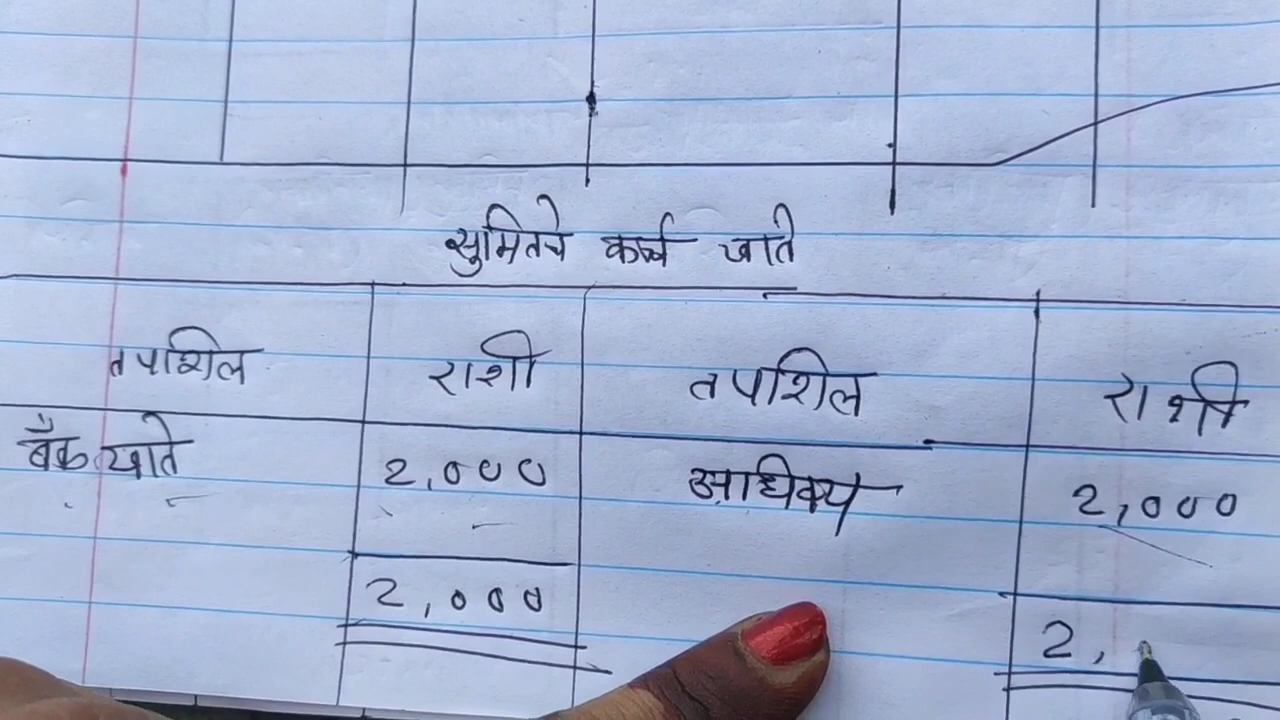 सुमितचे कर्ज खाते
तपशिल राशी तपशिल राशी
बैंक खाते 2,000 आधिक्य 2,000
2,000 2,